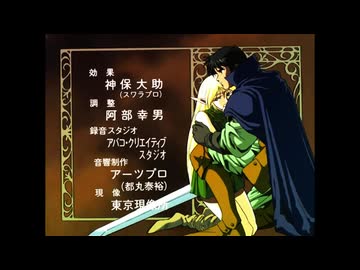 効果
神保大助
(スワラプロ)
調整
阿部幸男
録音スタジオ
アバコ・クリエイティブ
スタジオ
音響制作
アーツプロ
(都丸泰裕)
現像
東京現像所